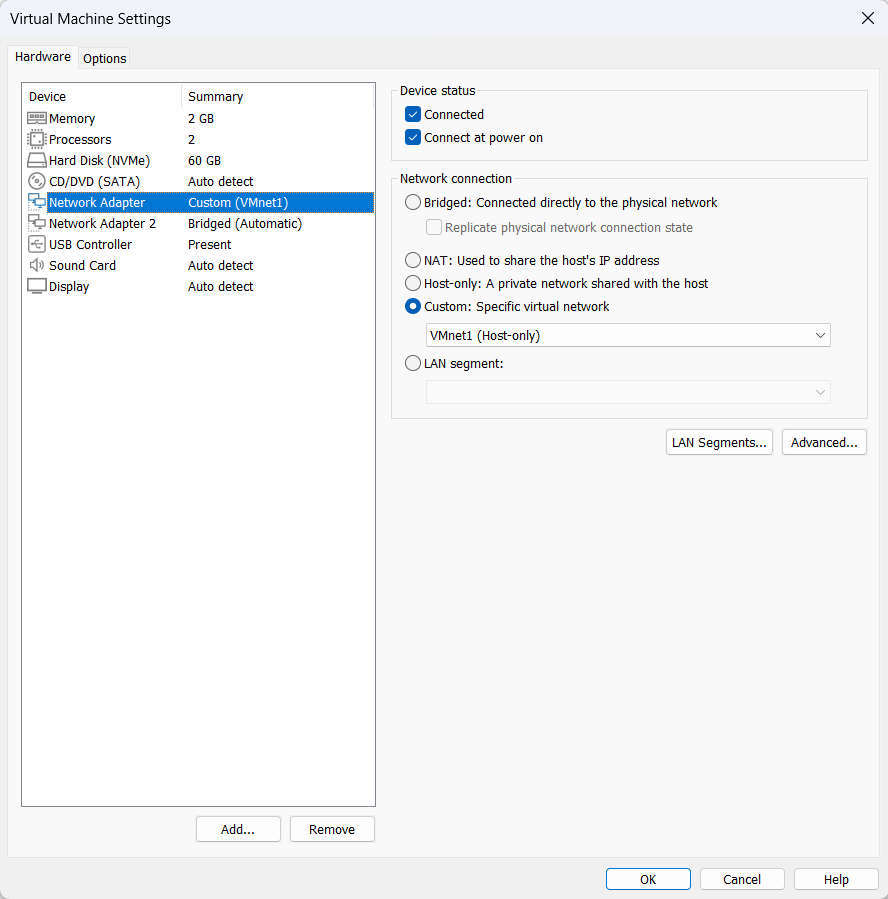 Virtual Machine Settings
Hardware
Options
Device Summary
Memory 2 GB
Processors 2
Hard Disk (NVMe) 60 GB
CD/DVD (SATA) Auto detect
Network Adapter Custom (VMnet1)
Network Adapter 2 Bridged (Automatic)
USB Controller Present
Sound Card Auto detect
Display Auto detect
Add...
Remove
Device status
Connected
Connect at power on
Network connection
Bridged: Connected directly to the physical network
Replicate physical network connection state
NAT: Used to share the host's IP address
Host-only: A private network shared with the host
Custom: Specific virtual network
VMnet1 (Host-only)
LAN segment:
LAN Segments...
Advanced...
OK
Cancel
Help